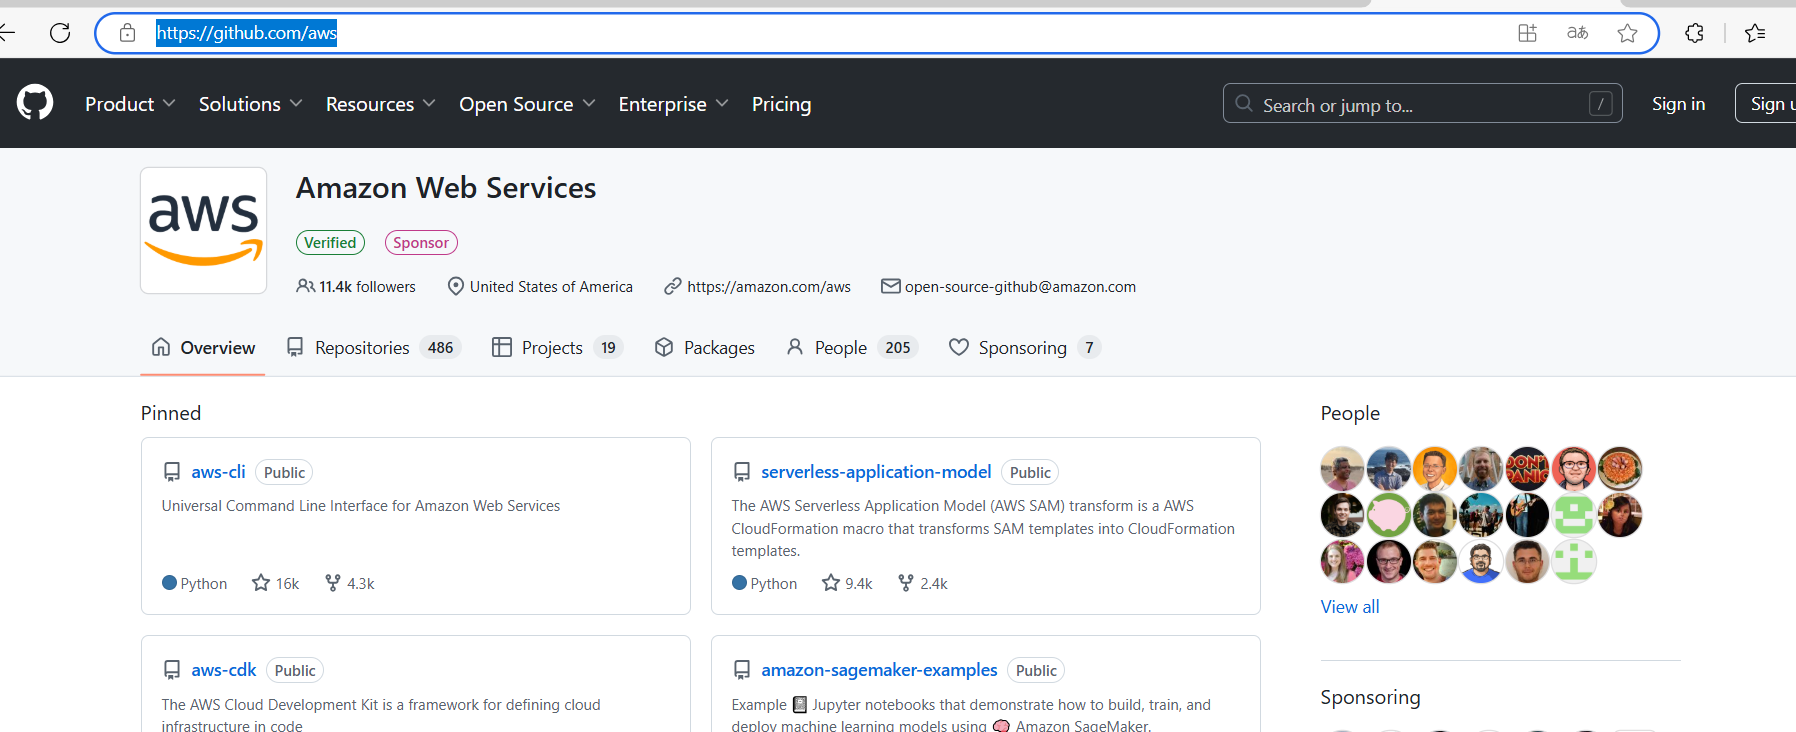 https://github.com/aws
aあ
Product Solutions Resources Open Source Enterprise Pricing
Search or jump to... /
Sign in
Sign u
aws
Amazon Web Services
Verified Sponsor
11.4k followers United States of America https://amazon.com/aws open-source-github@amazon.com
Overview Repositories 486 Projects 19 Packages People 205 Sponsoring 7
Pinned
aws-cli Public
Universal Command Line Interface for Amazon Web Services
Python 16k 4.3k
serverless-application-model Public
The AWS Serverless Application Model (AWS SAM) transform is a AWS
CloudFormation macro that transforms SAM templates into CloudFormation
templates.
Python 9.4k 2.4k
aws-cdk Public
The AWS Cloud Development Kit is a framework for defining cloud
infrastructure in code
amazon-sagemaker-examples Public
Example 📓 Jupyter notebooks that demonstrate how to build, train, and
deploy machine learning models using 🧠 Amazon SageMaker.
People
DON'T
PANIC
View all
Sponsoring